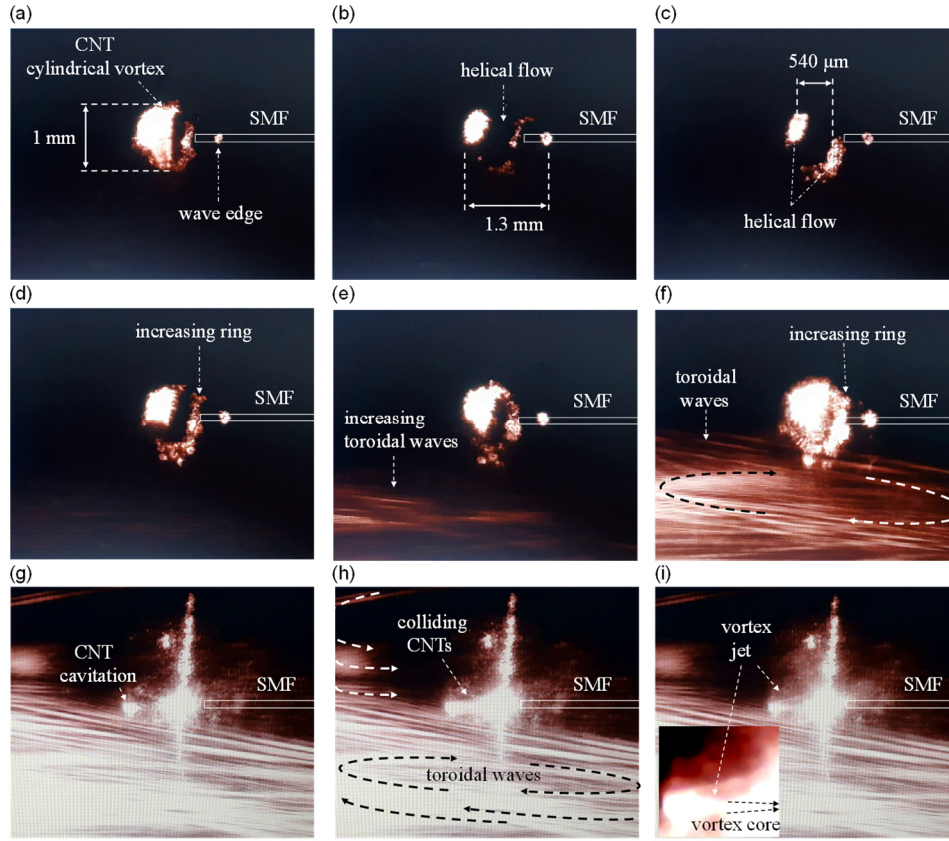 (a)
CNT
cylindrical vortex
SMF
1 mm
wave edge
(b)
helical flow
SMF
1.3 mm
(c)
540 μm
SMF
helical flow
(d)
increasing ring
SMF
(e)
SMF
increasing
toroidal waves
(f)
increasing ring
toroidal
waves
SMF
(g)
CNT
cavitation
SMF
(h)
colliding
CNTs
SMF
toroidal waves
(i)
vortex
jet
SMF
vortex core